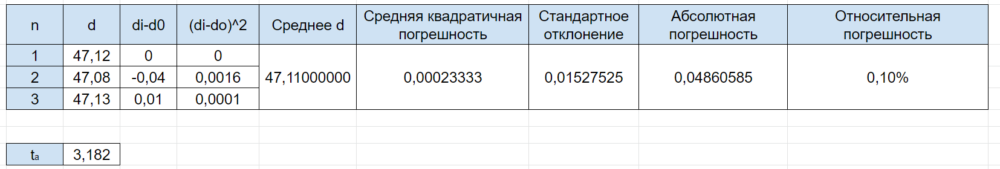 n d di-d0 (di-do)^2 Среднее d Средняя квадратичная погрешность Стандартное отклонение Абсолютная погрешность Относительная погрешность
1 47,12 0 0
2 47,08 -0,04 0,0016 47,11000000 0,00023333 0,01527525 0,04860585 0,10%
3 47,13 0,01 0,0001
ta 3,182